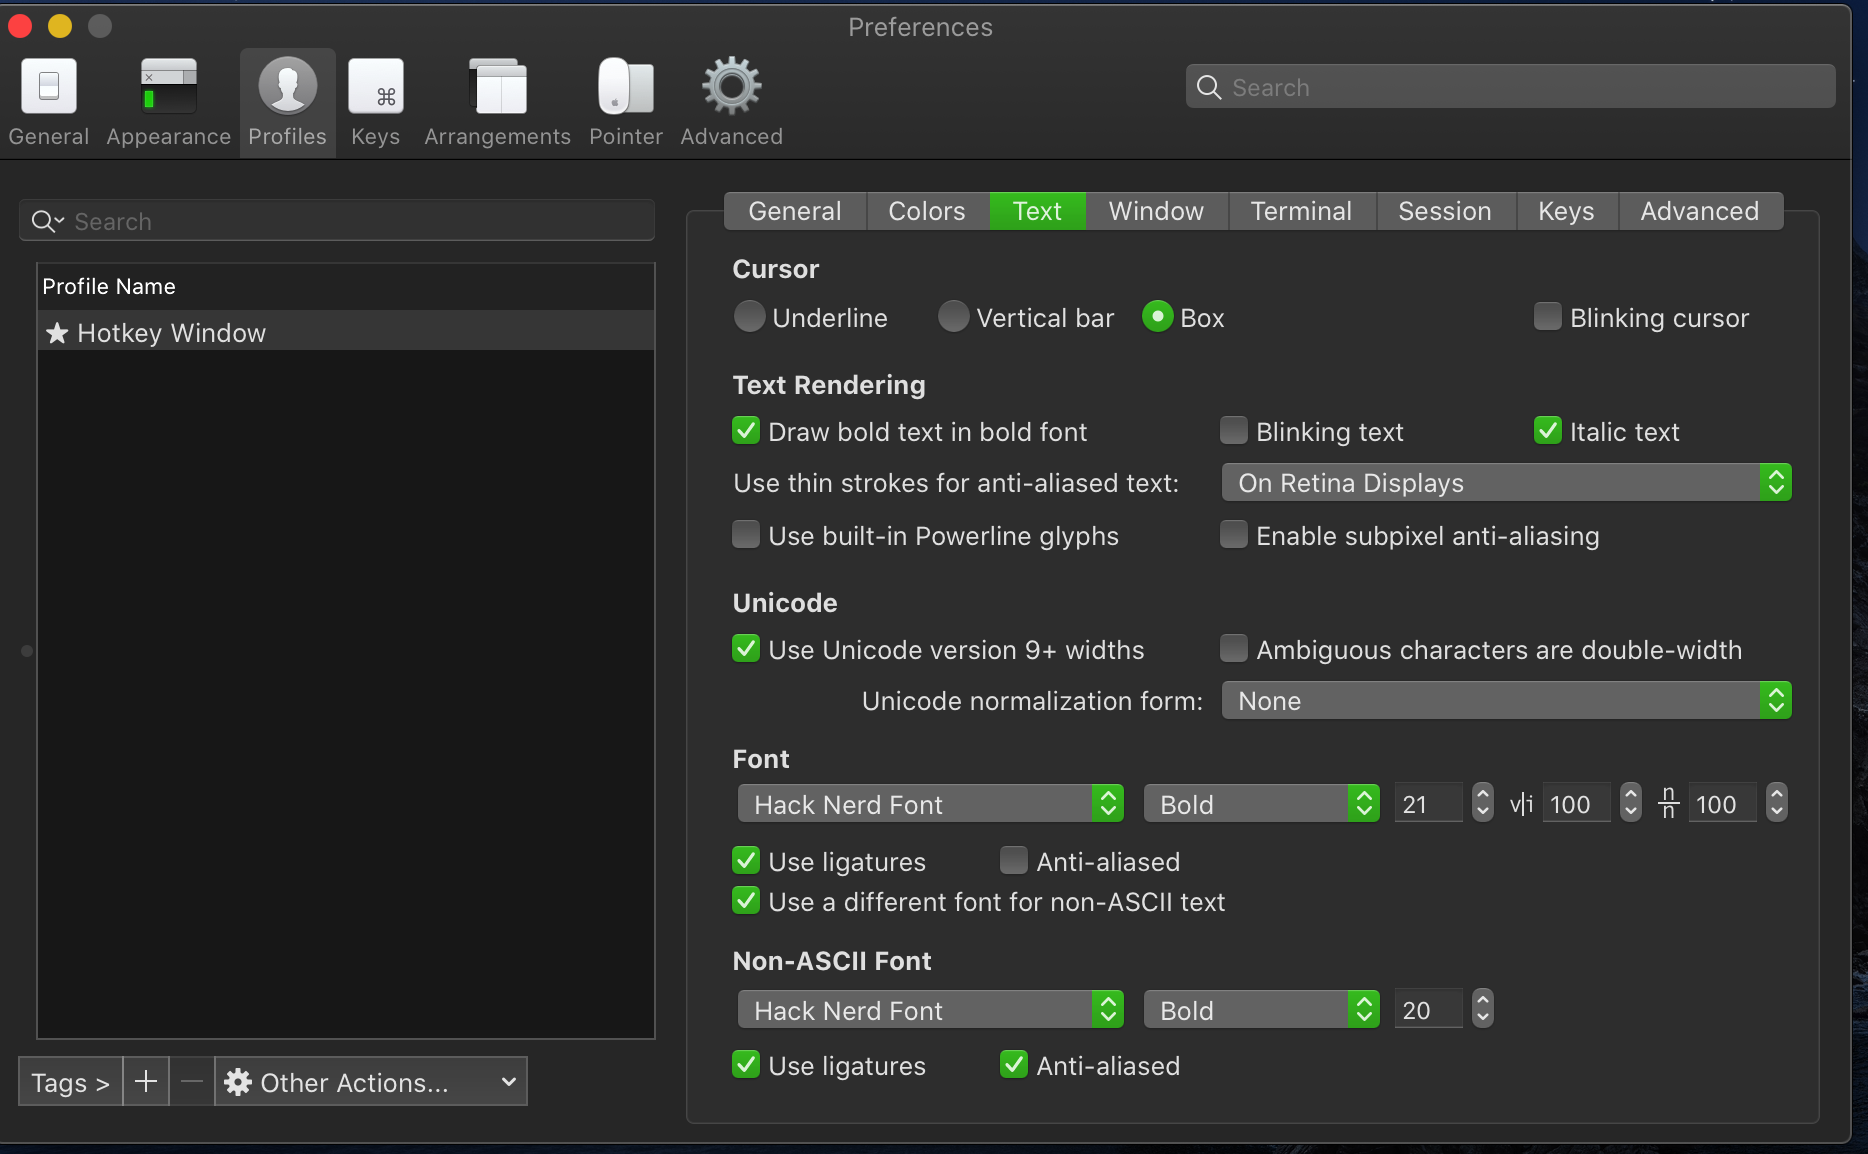 Preferences
General Appearance Profiles Keys Arrangements Pointer Advanced
Search
Search
Profile Name
★ Hotkey Window
Tags > + − Other Actions...
General Colors Text Window Terminal Session Keys Advanced
Cursor
Underline Vertical bar Box Blinking cursor
Text Rendering
Draw bold text in bold font Blinking text Italic text
Use thin strokes for anti-aliased text: On Retina Displays
Use built-in Powerline glyphs Enable subpixel anti-aliasing
Unicode
Use Unicode version 9+ widths Ambiguous characters are double-width
Unicode normalization form: None
Font
Hack Nerd Font Bold 21 v|i 100 n/n 100
Use ligatures Anti-aliased
Use a different font for non-ASCII text
Non-ASCII Font
Hack Nerd Font Bold 20
Use ligatures Anti-aliased